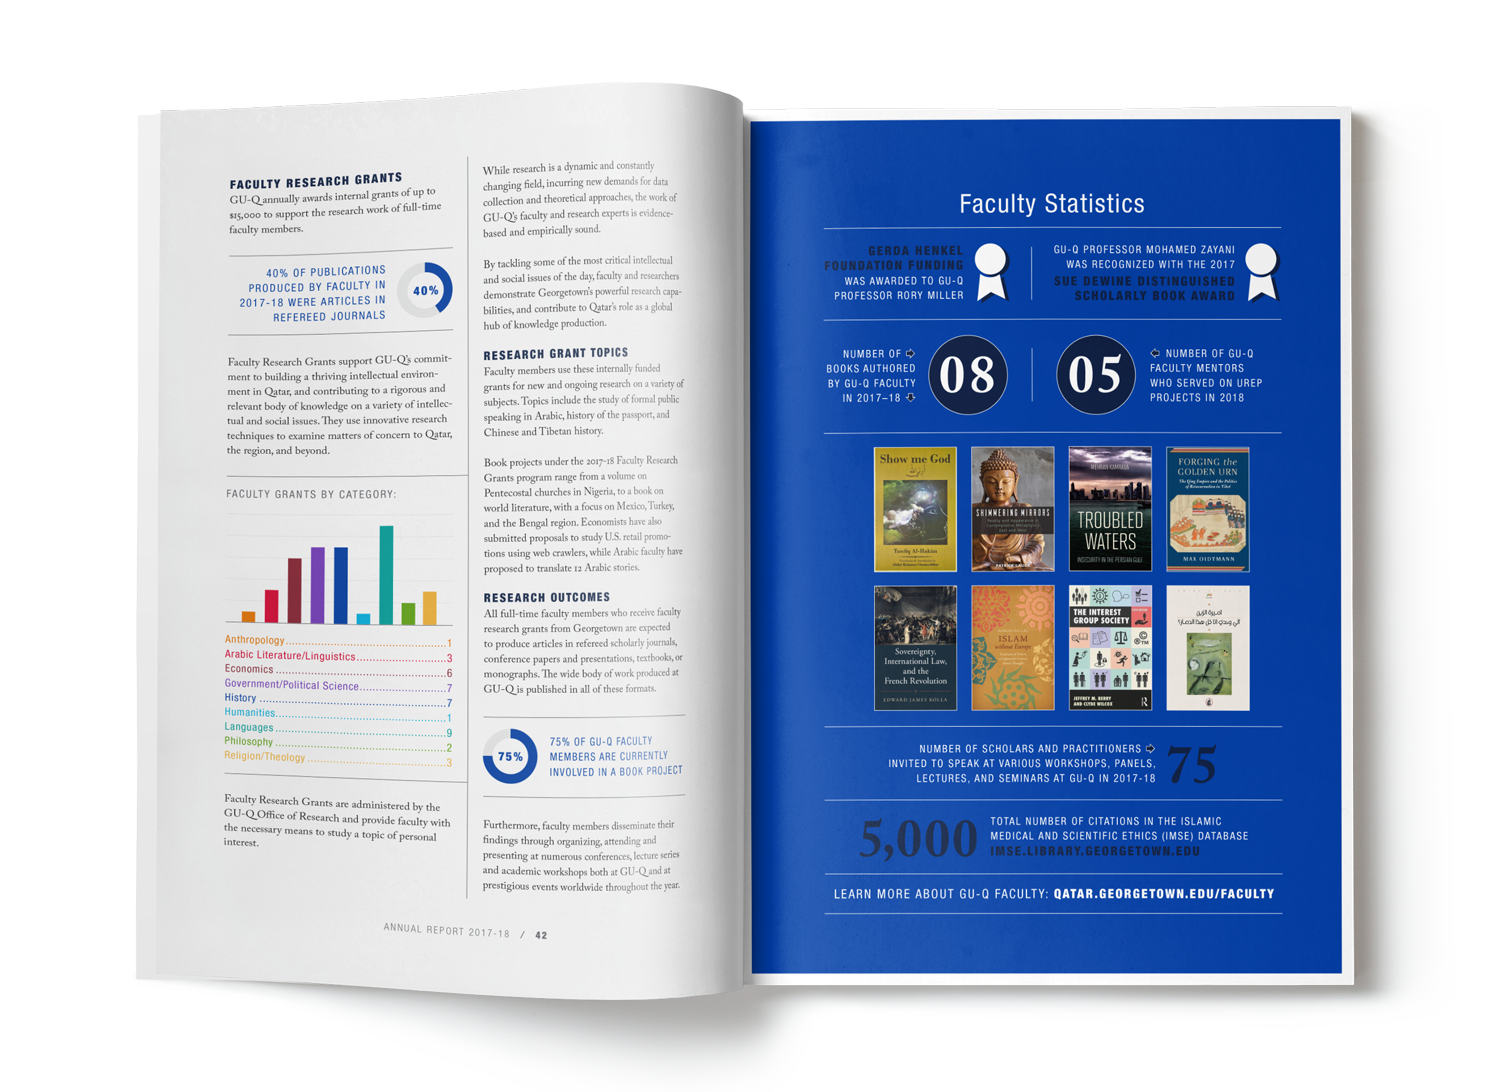 FACULTY RESEARCH GRANTS
GU-Q annually awards internal grants of up to
$15,000 to support the research work of full-time
faculty members.
40% OF PUBLICATIONS
PRODUCED BY FACULTY IN
2017-18 WERE ARTICLES IN
REFEREED JOURNALS
40%
Faculty Research Grants support GU-Q's commit-
ment to building a thriving intellectual environ-
ment in Qatar, and contributing to a rigorous and
relevant body of knowledge on a variety of intellec-
tual and social issues. They use innovative research
techniques to examine matters of concern to Qatar,
the region, and beyond.
FACULTY GRANTS BY CATEGORY:
Anthropology 1
Arabic Literature/Linguistics 3
Economics 6
Government/Political Science 7
History 7
Humanities 1
Languages 9
Philosophy 2
Religion/Theology 3
Faculty Research Grants are administered by the
GU-Q Office of Research and provide faculty with
the necessary means to study a topic of personal
interest.
While research is a dynamic and constantly
changing field, incurring new demands for data
collection and theoretical approaches, the work of
GU-Q's faculty and research experts is evidence-
based and empirically sound.
By tackling some of the most critical intellectual
and social issues of the day, faculty and researchers
demonstrate Georgetown's powerful research capa-
bilities, and contribute to Qatar's role as a global
hub of knowledge production.
RESEARCH GRANT TOPICS
Faculty members use these internally funded
grants for new and ongoing research on a variety of
subjects. Topics include the study of formal public
speaking in Arabic, history of the passport, and
Chinese and Tibetan history.
Book projects under the 2017-18 Faculty Research
Grants program range from a volume on
Pentecostal churches in Nigeria, to a book on
world literature, with a focus on Mexico, Turkey,
and the Bengal region. Economists have also
submitted proposals to study U.S. retail promo-
tions using web crawlers, while Arabic faculty have
proposed to translate 12 Arabic stories.
RESEARCH OUTCOMES
All full-time faculty members who receive faculty
research grants from Georgetown are expected
to produce articles in refereed scholarly journals,
conference papers and presentations, textbooks, or
monographs. The wide body of work produced at
GU-Q is published in all of these formats.
75%
75% OF GU-Q FACULTY
MEMBERS ARE CURRENTLY
INVOLVED IN A BOOK PROJECT
Furthermore, faculty members disseminate their
findings through organizing, attending and
presenting at numerous conferences, lecture series
and academic workshops both at GU-Q and at
prestigious events worldwide throughout the year.
ANNUAL REPORT 2017-18 / 42
Faculty Statistics
GERDA HENKEL
FOUNDATION FUNDING
WAS AWARDED TO GU-Q
PROFESSOR RORY MILLER
GU-Q PROFESSOR MOHAMED ZAYANI
WAS RECOGNIZED WITH THE 2017
SUE DEWINE DISTINGUISHED
SCHOLARLY BOOK AWARD
NUMBER OF
BOOKS AUTHORED
BY GU-Q FACULTY
IN 2017–18
08
05
NUMBER OF GU-Q
FACULTY MENTORS
WHO SERVED ON UREP
PROJECTS IN 2018
Show me God
Tawfiq Al-Hakim
SHIMMERING MIRRORS
PATRICK LAUDE
MEHRAN KAMRAVA
TROUBLED
WATERS
INSECURITY IN THE PERSIAN GULF
FORGING the
GOLDEN URN
The Qing Empire and the Politics
of Reincarnation in Tibet
MAX OIDTMANN
Sovereignty,
International Law,
and the
French Revolution
EDWARD JAMES KOLLA
ISLAM
without Europe
THE INTEREST
GROUP SOCIETY
JEFFREY M. BERRY
AND CLYDE WILCOX
NUMBER OF SCHOLARS AND PRACTITIONERS
INVITED TO SPEAK AT VARIOUS WORKSHOPS, PANELS,
LECTURES, AND SEMINARS AT GU-Q IN 2017-18
75
5,000
TOTAL NUMBER OF CITATIONS IN THE ISLAMIC
MEDICAL AND SCIENTIFIC ETHICS (IMSE) DATABASE
IMSE.LIBRARY.GEORGETOWN.EDU
LEARN MORE ABOUT GU-Q FACULTY: QATAR.GEORGETOWN.EDU/FACULTY